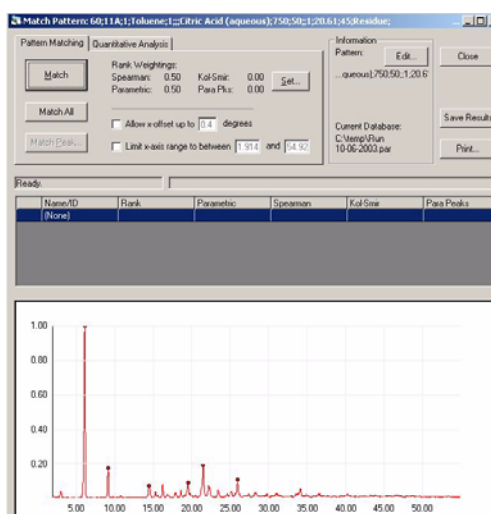 Match Pattern: 60;11A;1;Toluene;1;;;Citric Acid (aqueous);750;50;;1;20.61;45;Residue;
Pattern Matching Quantitative Analysis
Match
Match All
Match Peak...
Rank Weightings:
Spearman: 0.50 Kol-Smir: 0.00
Parametric: 0.50 Para Pks: 0.00
Set...
Allow x-offset up to 0.4 degrees
Limit x-axis range to between 1.914 and 54.92
Information
Pattern:
Edit...
...queous);750;50;;1;20.6
Current Database:
C:\temp\Run
10-06-2003.par
Close
Save Results
Print...
Ready.
Name/ID Rank Parametric Spearman Kol-Smir Para Peaks
(None)
1.00
0.80
0.60
0.40
0.20
5.00 10.00 15.00 20.00 25.00 30.00 35.00 40.00 45.00 50.00